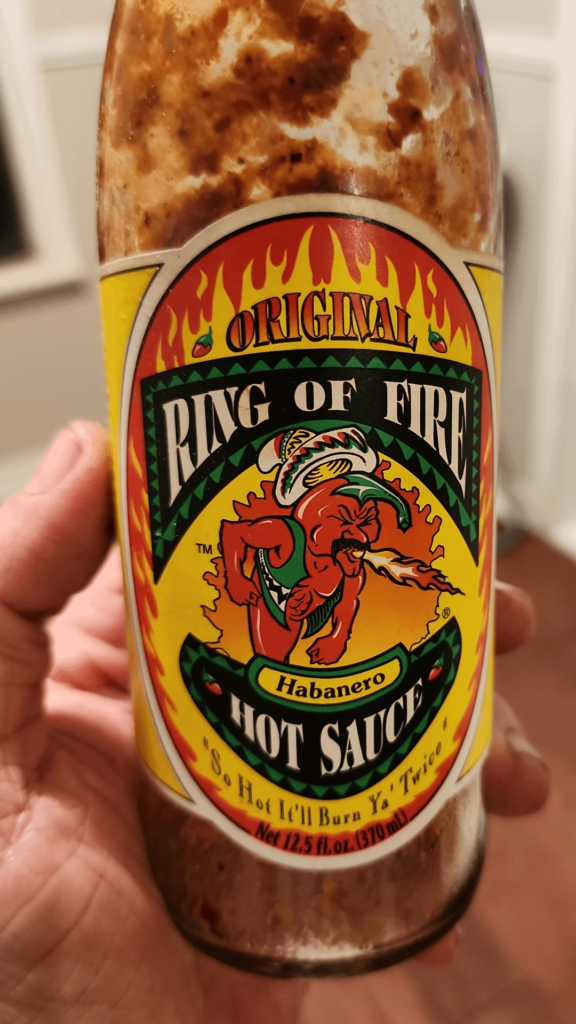 ORIGINAL
RING OF FIRE
TM
®
Habanero
HOT SAUCE
"So Hot It'll Burn Ya' Twice"
Net 12.5 fl. oz. (370 mL)